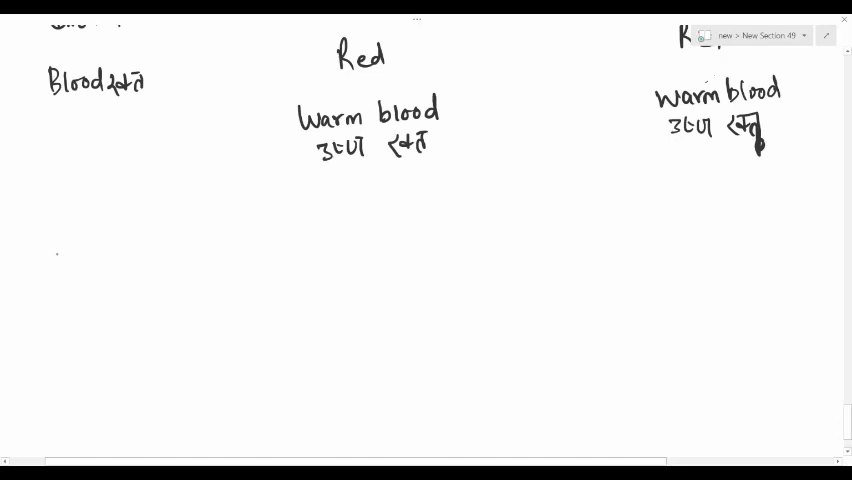 Red
new > New Section 49
Blood रक्त
Warm blood
उष्ण रक्त
Warm blood
उष्ण रक्त